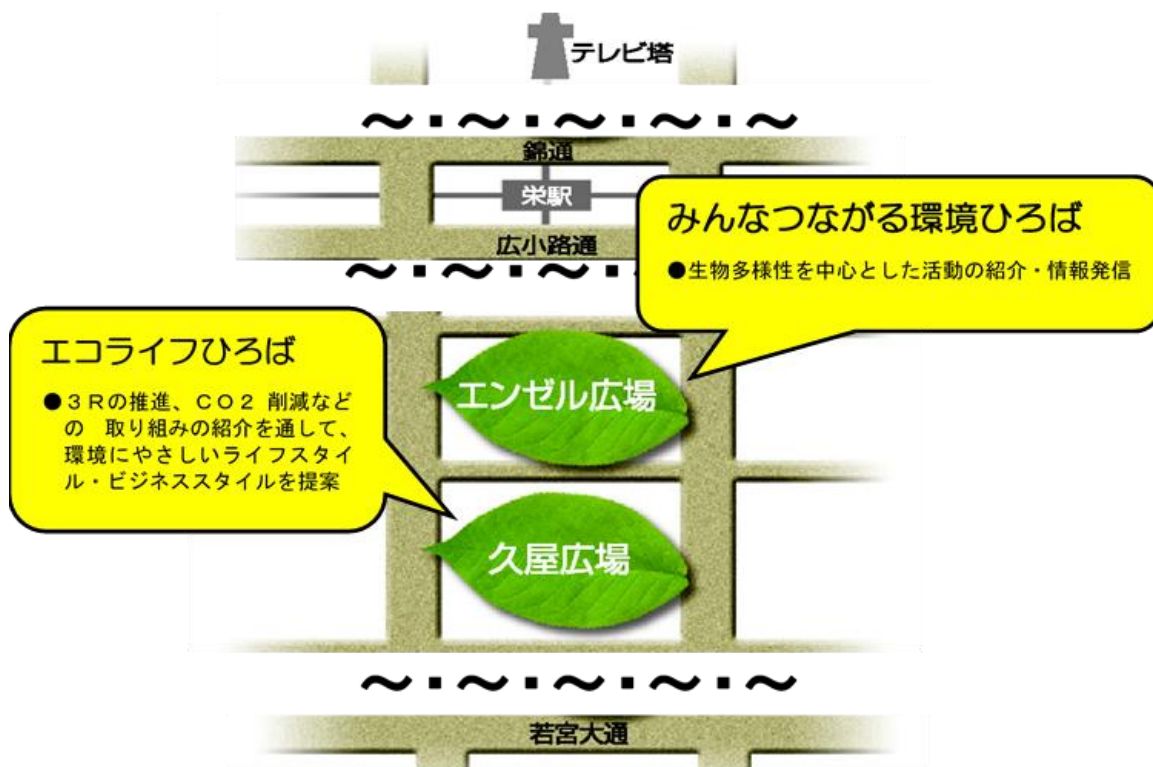 テレビ塔
～・～・～・～・～
錦通
栄駅
広小路通
～・～・～・～
みんなつながる環境ひろば
●生物多様性を中心とした活動の紹介・情報発信
エコライフひろば
●３Rの推進、CO２ 削減など
の　取り組みの紹介を通して、
環境にやさしいライフスタイ
ル・ビジネススタイルを提案
エンゼル広場
久屋広場
～・～・～・～・～
若宮大通